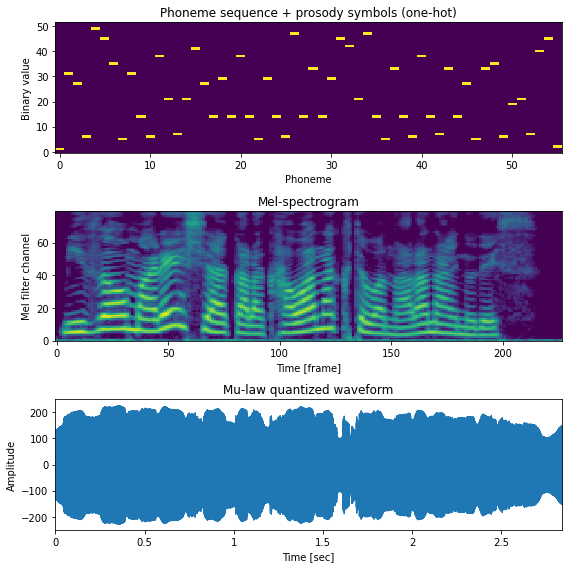 Phoneme sequence + prosody symbols (one-hot)
Binary value
50
40
30
20
10
0
0 10 20 30 40 50
Phoneme
Mel-spectrogram
Mel filter channel
60
40
20
0
0 50 100 150 200
Time [frame]
Mu-law quantized waveform
Amplitude
200
100
0
−100
−200
0 0.5 1 1.5 2 2.5
Time [sec]